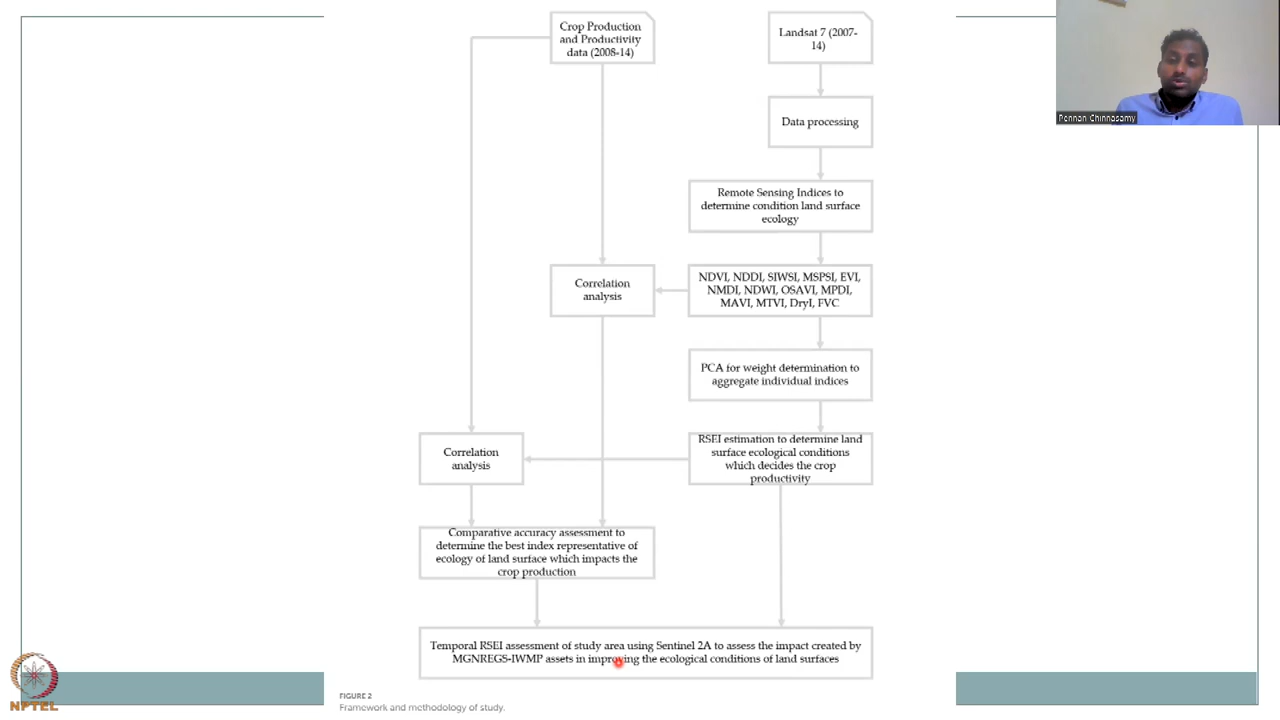 Crop Production
and Productivity
data (2008-14)
Landsat 7 (2007-
14)
Data processing
Remote Sensing Indices to
determine condition land surface
ecology
Correlation
analysis
NDVI, NDDI, SIWSI, MSPSI, EVI,
NMDI, NDWI, OSAVI, MPDI,
MAVI, MTVI, DryI, FVC
PCA for weight determination to
aggregate individual indices
Correlation
analysis
RSEI estimation to determine land
surface ecological conditions
which decides the crop
productivity
Comparative accuracy assessment to
determine the best index representative of
ecology of land surface which impacts the
crop production
Temporal RSEI assessment of study area using Sentinel 2A to assess the impact created by
MGNREGS-IWMP assets in improving the ecological conditions of land surfaces
FIGURE 2
Framework and methodology of study.
Pennan Chinnasamy
NPTEL